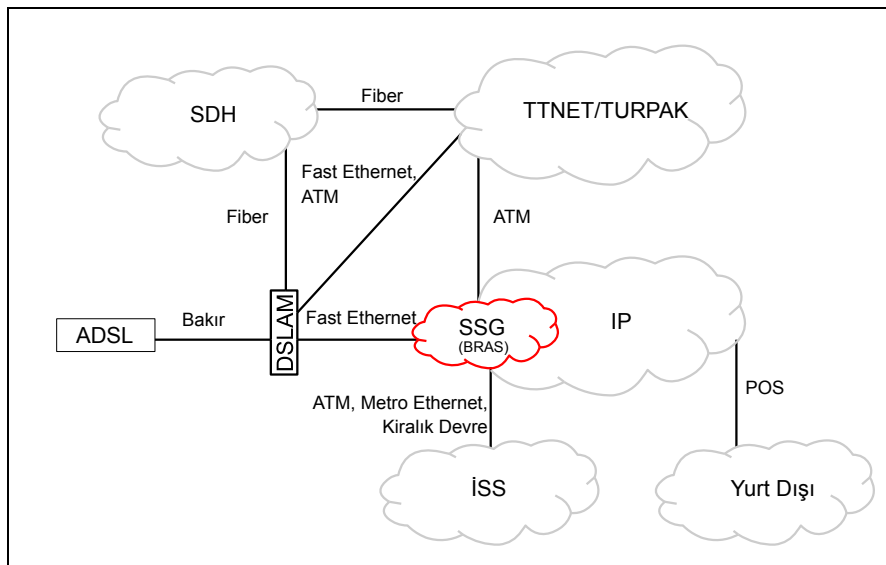 Fiber
SDH
TTNET/TURPAK
Fast Ethernet,
ATM
Fiber
ATM
Bakır
Fast Ethernet
SSG
(BRAS)
IP
ADSL
DSLAM
ATM, Metro Ethernet,
Kiralık Devre
POS
İSS
Yurt Dışı